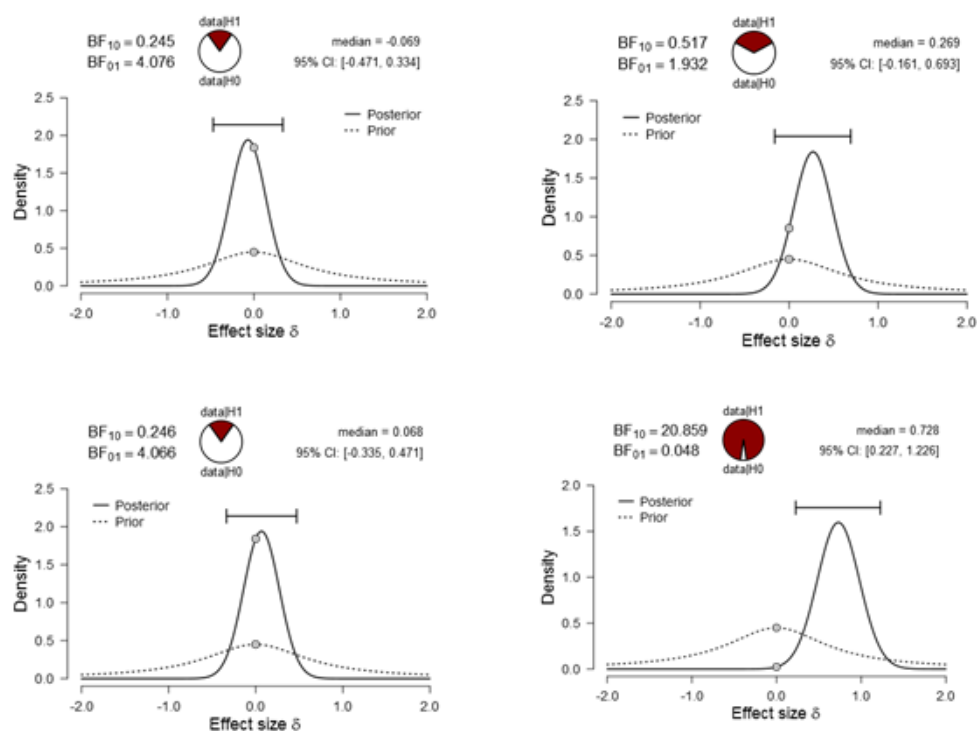 data|H1
BF10 = 0.245
BF01 = 4.076
median = -0.069
95% CI: [-0.471, 0.334]
data|H0
Posterior
Prior
Density
2.5
2.0
1.5
1.0
0.5
0.0
-2.0 -1.0 0.0 1.0 2.0
Effect size δ
data|H1
BF10 = 0.517
BF01 = 1.932
median = 0.269
95% CI: [-0.161, 0.693]
data|H0
Posterior
Prior
Density
2.5
2.0
1.5
1.0
0.5
0.0
-2.0 -1.0 0.0 1.0 2.0
Effect size δ
data|H1
BF10 = 0.246
BF01 = 4.066
median = 0.068
95% CI: [-0.335, 0.471]
data|H0
Posterior
Prior
Density
2.5
2.0
1.5
1.0
0.5
0.0
-2.0 -1.0 0.0 1.0 2.0
Effect size δ
data|H1
BF10 = 20.859
BF01 = 0.048
median = 0.728
95% CI: [0.227, 1.226]
data|H0
Posterior
Prior
Density
2.0
1.5
1.0
0.5
0.0
-2.0 -1.0 0.0 1.0 2.0
Effect size δ